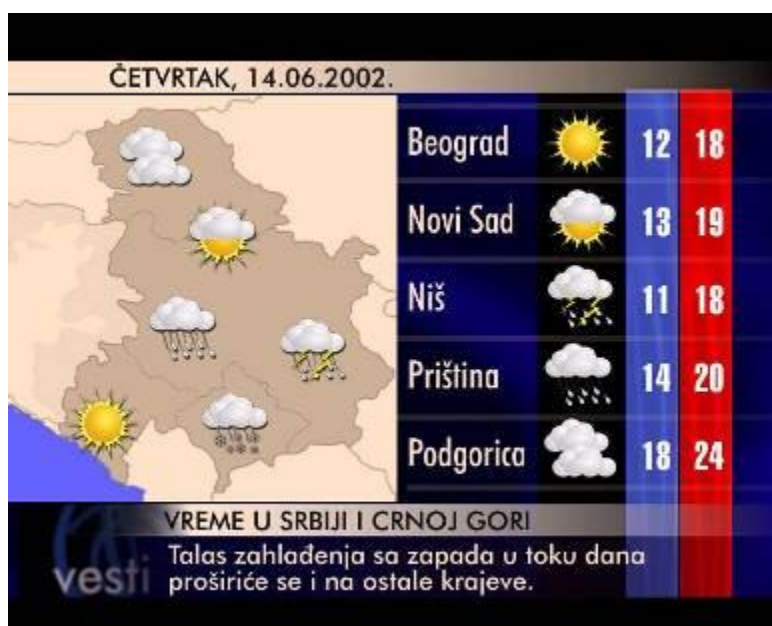 ČETVRTAK, 14.06.2002.
Beograd 12 18
Novi Sad 13 19
Niš 11 18
Priština 14 20
Podgorica 18 24
VREME U SRBIJI I CRNOJ GORI
Talas zahlađenja sa zapada u toku dana
proširiće se i na ostale krajeve.
vesti